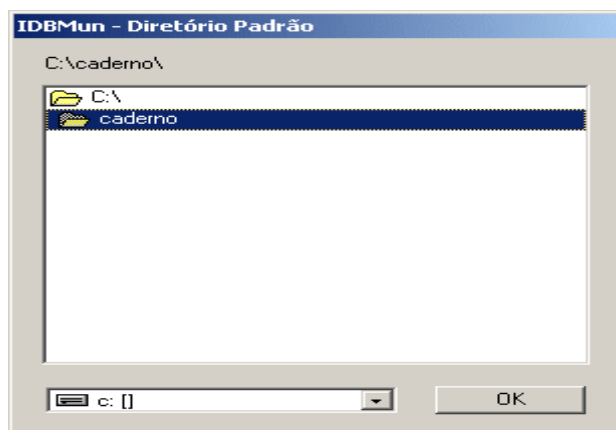 IDBMun - Diretório Padrão
C:\caderno\
C:\
caderno
c: []
OK